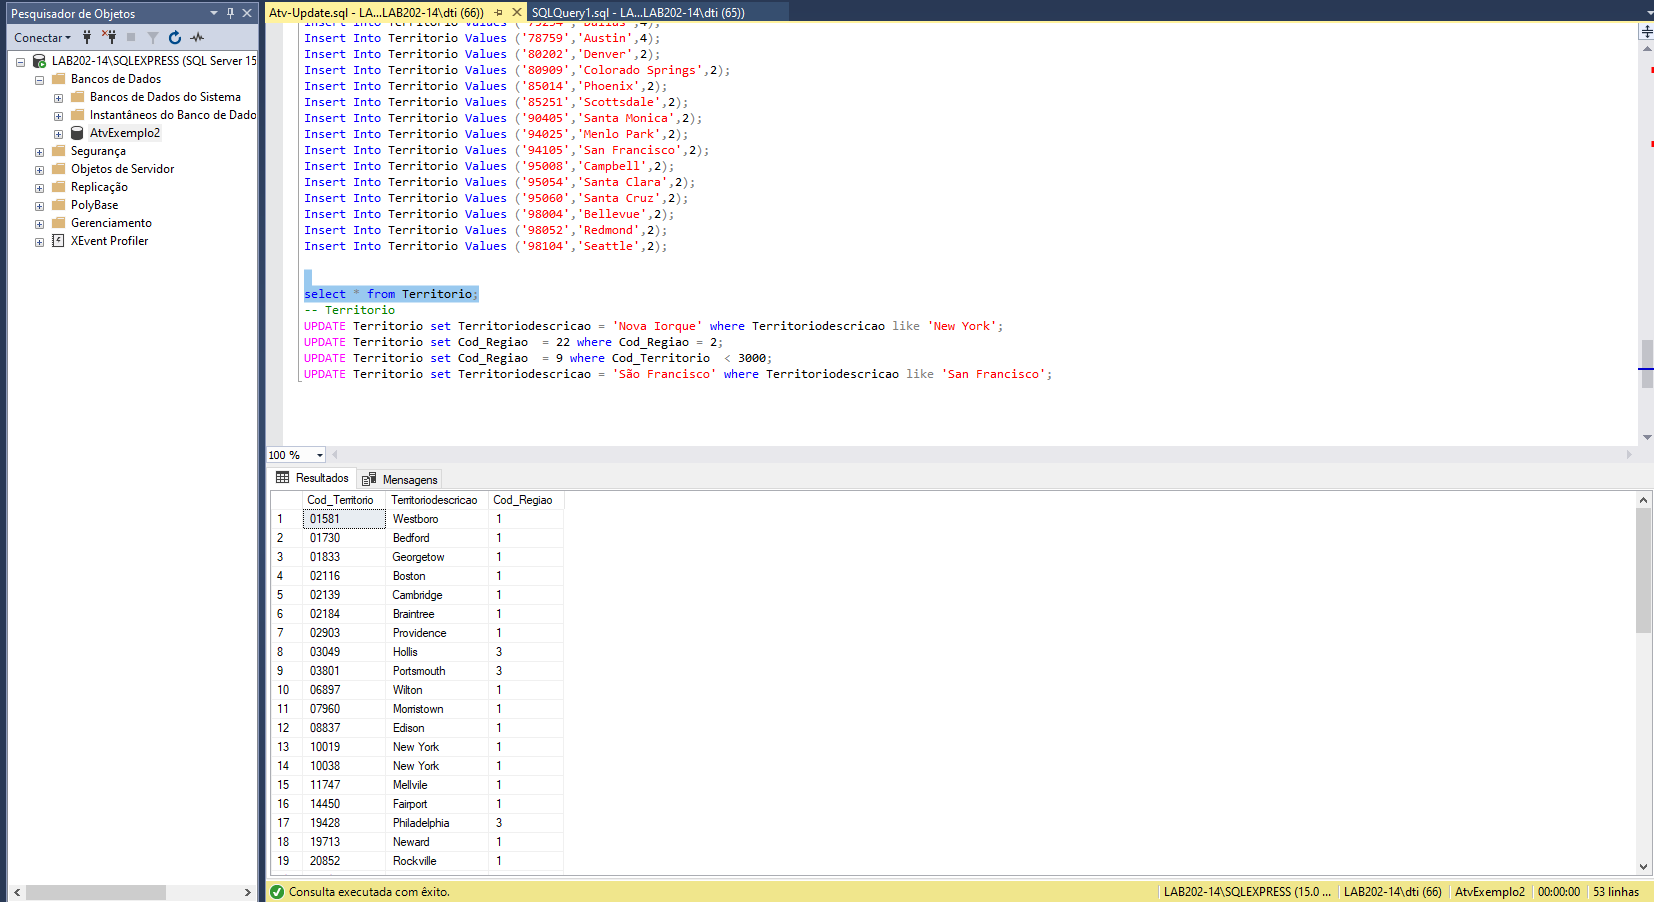 Pesquisador de Objetos
Conectar
LAB202-14\SQLEXPRESS (SQL Server 15
Bancos de Dados
Bancos de Dados do Sistema
Instantâneos do Banco de Dado
AtvExemplo2
Segurança
Objetos de Servidor
Replicação
PolyBase
Gerenciamento
XEvent Profiler
Atv-Update.sql - LA...LAB202-14\dti (66))
SQLQuery1.sql - LA...LAB202-14\dti (65))
Insert Into Territorio Values ('75234','Dallas',4);
Insert Into Territorio Values ('78759','Austin',4);
Insert Into Territorio Values ('80202','Denver',2);
Insert Into Territorio Values ('80909','Colorado Springs',2);
Insert Into Territorio Values ('85014','Phoenix',2);
Insert Into Territorio Values ('85251','Scottsdale',2);
Insert Into Territorio Values ('90405','Santa Monica',2);
Insert Into Territorio Values ('94025','Menlo Park',2);
Insert Into Territorio Values ('94105','San Francisco',2);
Insert Into Territorio Values ('95008','Campbell',2);
Insert Into Territorio Values ('95054','Santa Clara',2);
Insert Into Territorio Values ('95060','Santa Cruz',2);
Insert Into Territorio Values ('98004','Bellevue',2);
Insert Into Territorio Values ('98052','Redmond',2);
Insert Into Territorio Values ('98104','Seattle',2);
select * from Territorio;
-- Territorio
UPDATE Territorio set Territoriodescricao = 'Nova Iorque' where Territoriodescricao like 'New York';
UPDATE Territorio set Cod_Regiao  = 22 where Cod_Regiao = 2;
UPDATE Territorio set Cod_Regiao  = 9 where Cod_Territorio  < 3000;
UPDATE Territorio set Territoriodescricao = 'São Francisco' where Territoriodescricao like 'San Francisco';
100 %
Resultados Mensagens
Cod_Territorio Territoriodescricao Cod_Regiao
1 01581 Westboro 1
2 01730 Bedford 1
3 01833 Georgetow 1
4 02116 Boston 1
5 02139 Cambridge 1
6 02184 Braintree 1
7 02903 Providence 1
8 03049 Hollis 3
9 03801 Portsmouth 3
10 06897 Wilton 1
11 07960 Morristown 1
12 08837 Edison 1
13 10019 New York 1
14 10038 New York 1
15 11747 Mellvile 1
16 14450 Fairport 1
17 19428 Philadelphia 3
18 19713 Neward 1
19 20852 Rockville 1
Consulta executada com êxito.
LAB202-14\SQLEXPRESS (15.0 ... LAB202-14\dti (66) AtvExemplo2 00:00:00 53 linhas